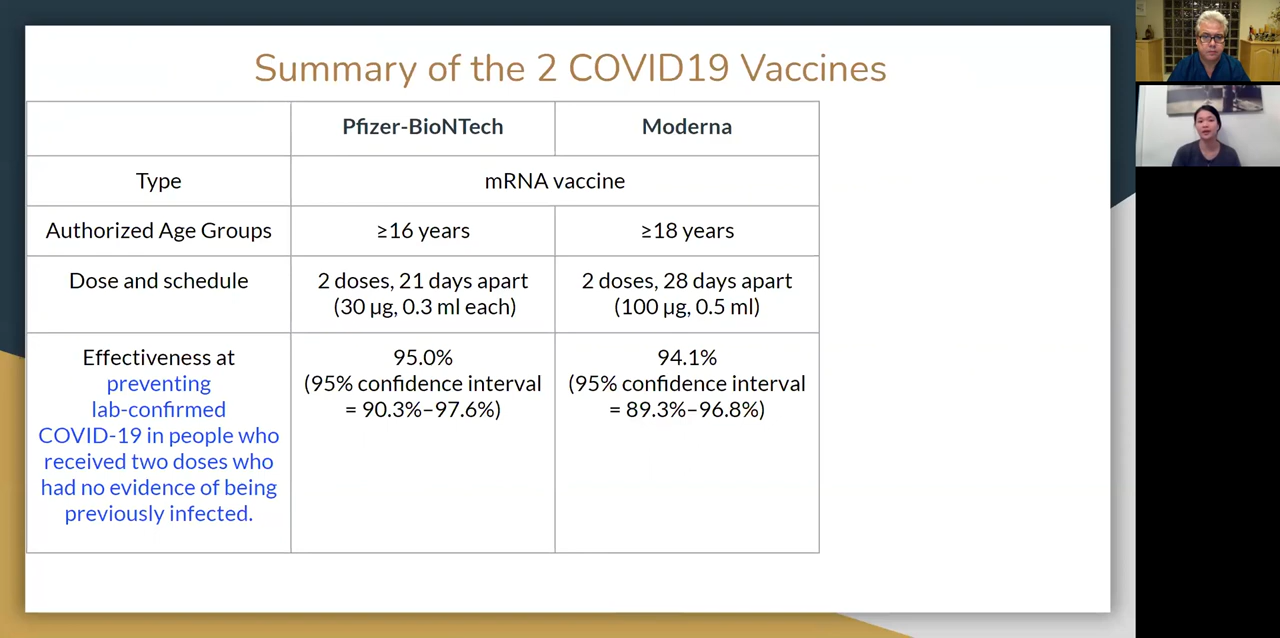 Summary of the 2 COVID19 Vaccines
Pfizer-BioNTech
Moderna
Type
mRNA vaccine
Authorized Age Groups
≥16 years
≥18 years
Dose and schedule
2 doses, 21 days apart
(30 µg, 0.3 ml each)
2 doses, 28 days apart
(100 µg, 0.5 ml)
Effectiveness at
preventing
lab-confirmed
COVID-19 in people who
received two doses who
had no evidence of being
previously infected.
95.0%
(95% confidence interval
= 90.3%–97.6%)
94.1%
(95% confidence interval
= 89.3%–96.8%)